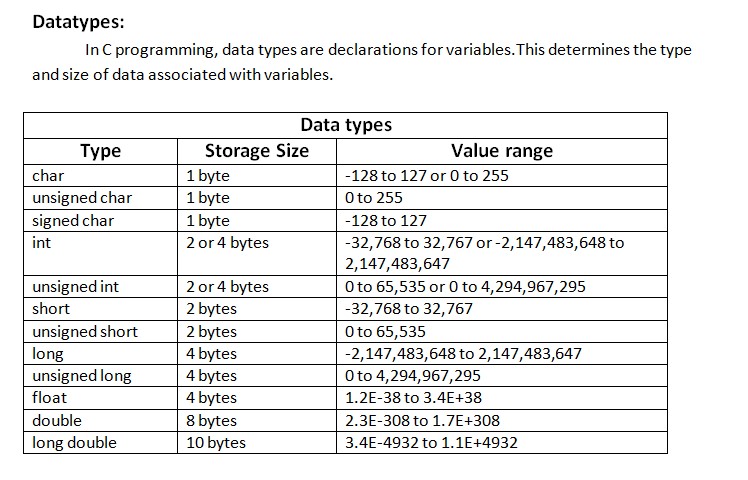 Datatypes:
In C programming, data types are declarations for variables.This determines the type
and size of data associated with variables.
Data types
Type Storage Size Value range
char 1 byte -128 to 127 or 0 to 255
unsigned char 1 byte 0 to 255
signed char 1 byte -128 to 127
int 2 or 4 bytes -32,768 to 32,767 or -2,147,483,648 to
2,147,483,647
unsigned int 2 or 4 bytes 0 to 65,535 or 0 to 4,294,967,295
short 2 bytes -32,768 to 32,767
unsigned short 2 bytes 0 to 65,535
long 4 bytes -2,147,483,648 to 2,147,483,647
unsigned long 4 bytes 0 to 4,294,967,295
float 4 bytes 1.2E-38 to 3.4E+38
double 8 bytes 2.3E-308 to 1.7E+308
long double 10 bytes 3.4E-4932 to 1.1E+4932